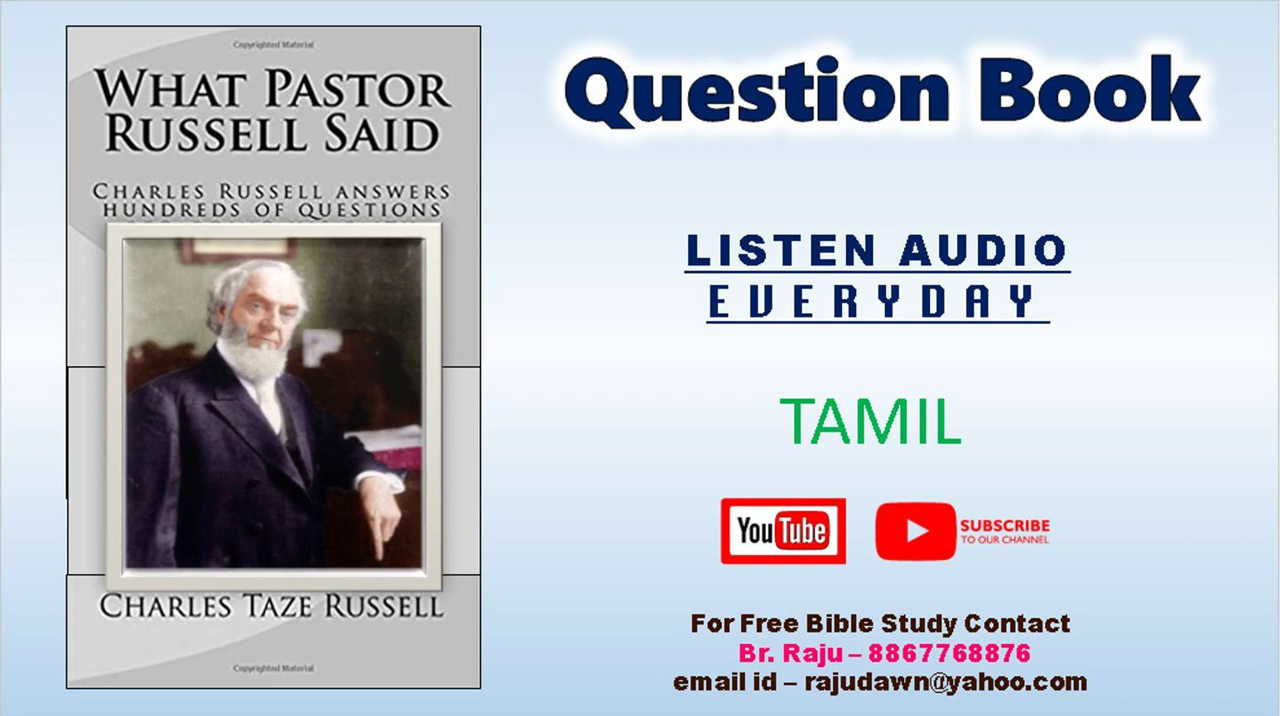 Copyrighted Material
WHAT PASTOR
RUSSELL SAID
CHARLES RUSSELL ANSWERS
HUNDREDS OF QUESTIONS
CHARLES TAZE RUSSELL
Copyrighted Material
Question Book
LISTEN AUDIO
EVERYDAY
TAMIL
YouTube
SUBSCRIBE
TO OUR CHANNEL
For Free Bible Study Contact
Br. Raju – 8867768876
email id – rajudawn@yahoo.com